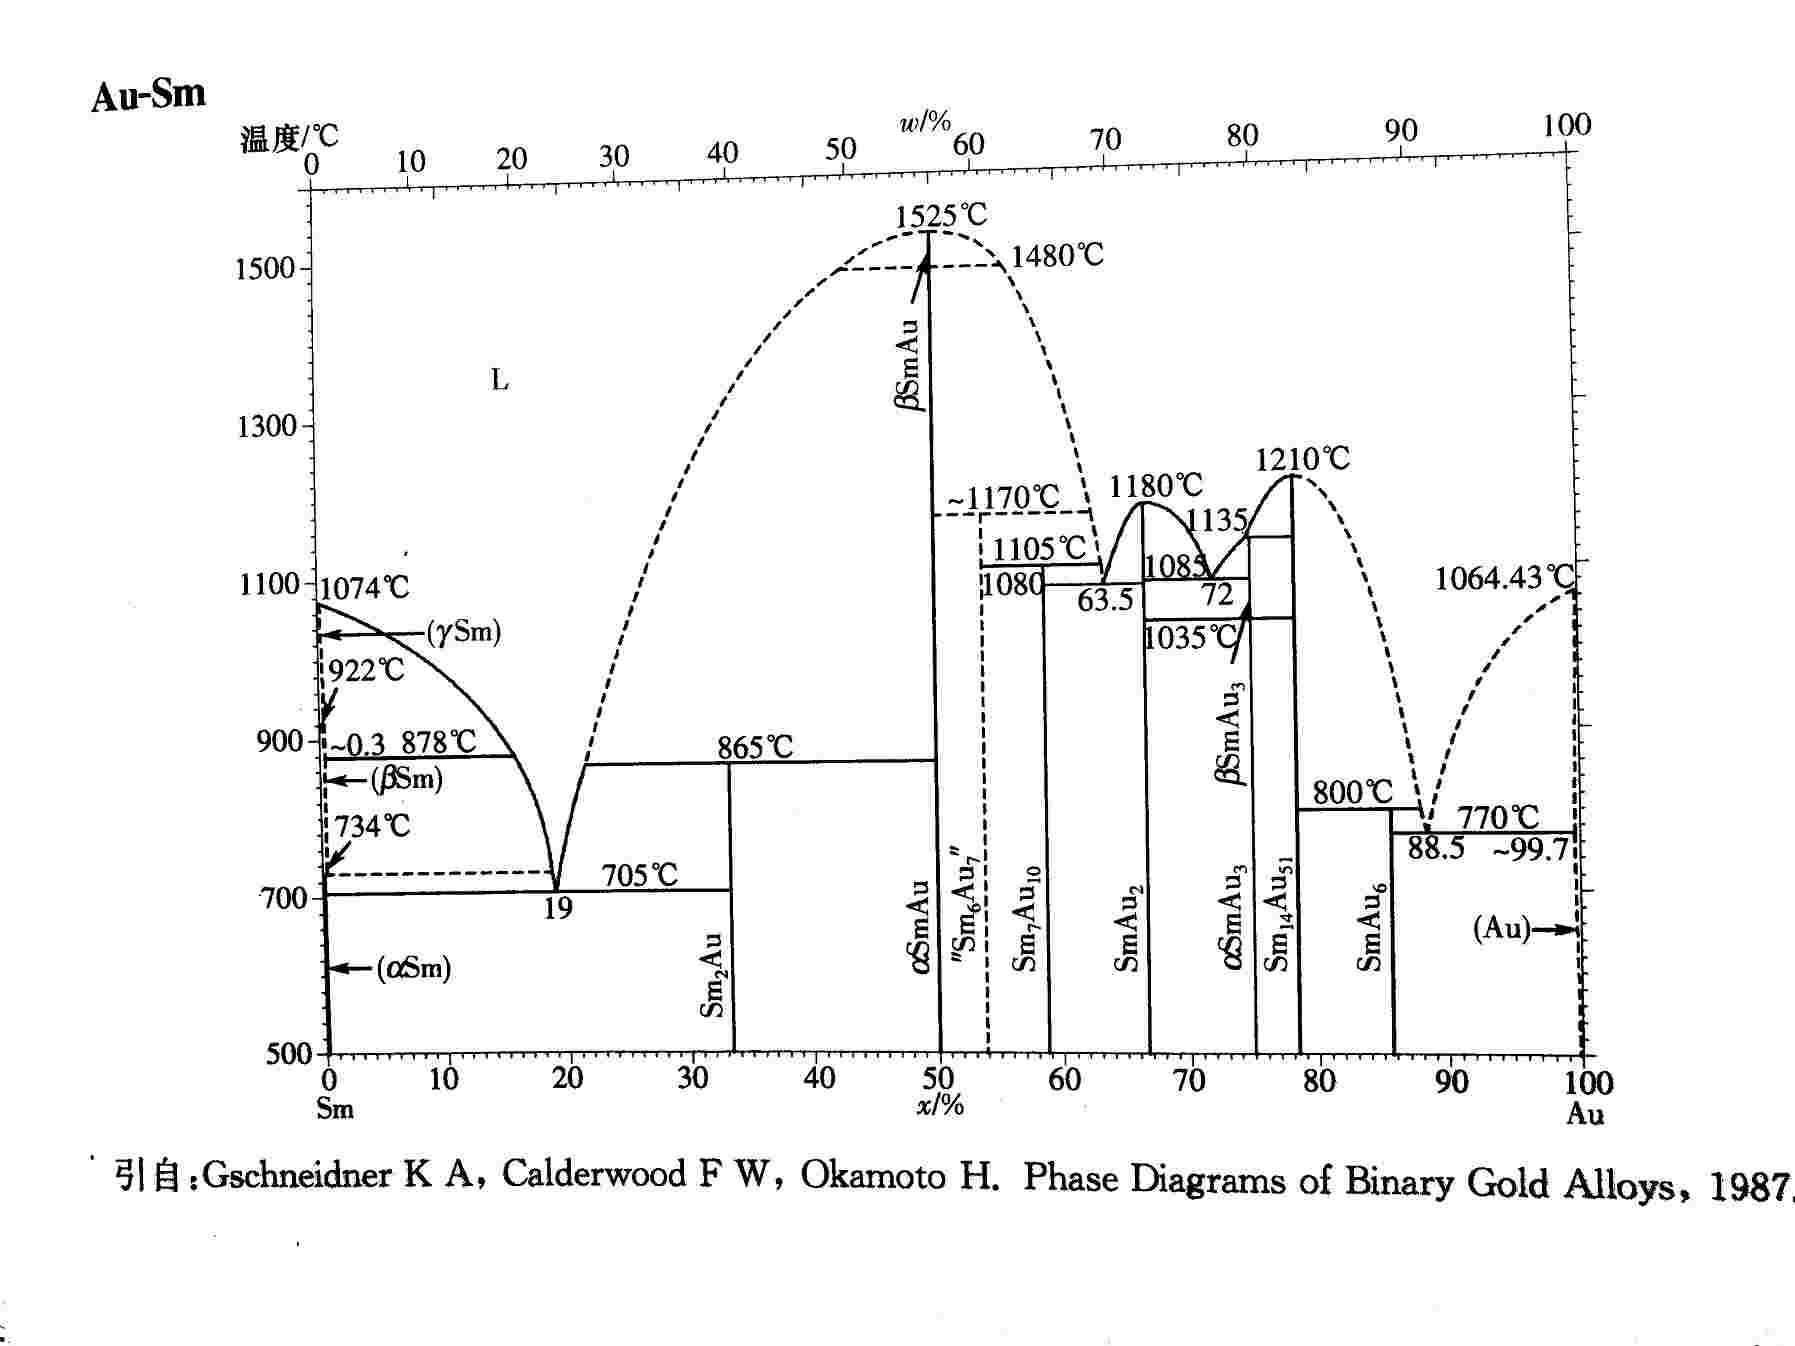 Au-Sm
温度/℃
w/%
0 10 20 30 40 50 60 70 80 90 100
1525℃
1500
1480℃
βSmAu
L
1300
1210℃
1180℃
~1170℃
1135
1105℃
1100
1074℃
1080
1085
1064.43℃
63.5
72
(γSm)
1035℃
922℃
βSmAu₃
900
~0.3 878℃
865℃
(βSm)
800℃
734℃
770℃
88.5 ~99.7
705℃
700
19
Sm₂Au
αSmAu
"Sm₆Au₇"
Sm₇Au₁₀
SmAu₂
αSmAu₃
Sm₁₄Au₅₁
SmAu₆
(Au)
(αSm)
500
0 10 20 30 40 50 60 70 80 90 100
Sm
x/%
Au
引自:Gschneidner K A, Calderwood F W, Okamoto H. Phase Diagrams of Binary Gold Alloys, 1987.